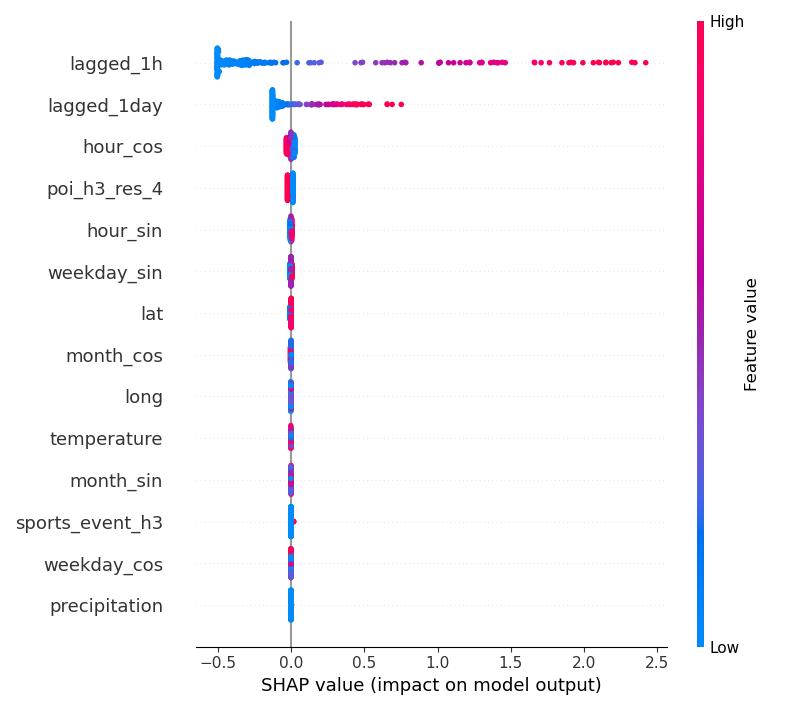 High
lagged_1h
lagged_1day
hour_cos
poi_h3_res_4
hour_sin
weekday_sin
lat
month_cos
long
temperature
month_sin
sports_event_h3
weekday_cos
precipitation
Feature value
Low
−0.5 0.0 0.5 1.0 1.5 2.0 2.5
SHAP value (impact on model output)